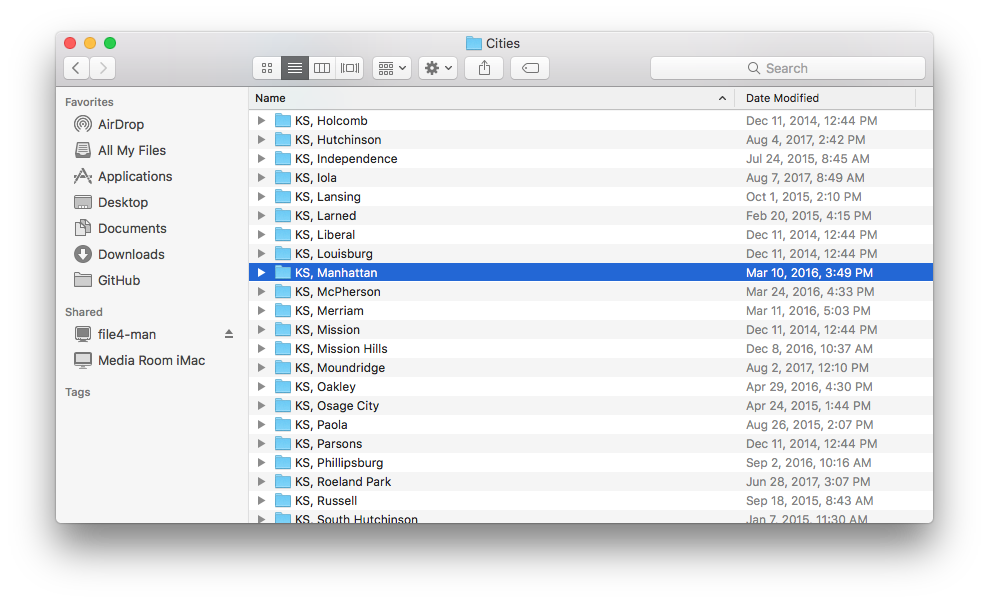 Cities
Search
Favorites
AirDrop
All My Files
Applications
Desktop
Documents
Downloads
GitHub
Shared
file4-man
Media Room iMac
Tags
Name Date Modified
KS, Holcomb Dec 11, 2014, 12:44 PM
KS, Hutchinson Aug 4, 2017, 2:42 PM
KS, Independence Jul 24, 2015, 8:45 AM
KS, Iola Aug 7, 2017, 8:49 AM
KS, Lansing Oct 1, 2015, 2:10 PM
KS, Larned Feb 20, 2015, 4:15 PM
KS, Liberal Dec 11, 2014, 12:44 PM
KS, Louisburg Dec 11, 2014, 12:44 PM
KS, Manhattan Mar 10, 2016, 3:49 PM
KS, McPherson Mar 24, 2016, 4:33 PM
KS, Merriam Mar 11, 2016, 5:03 PM
KS, Mission Dec 11, 2014, 12:44 PM
KS, Mission Hills Dec 8, 2016, 10:37 AM
KS, Moundridge Aug 2, 2017, 12:10 PM
KS, Oakley Apr 29, 2016, 4:30 PM
KS, Osage City Apr 24, 2015, 1:44 PM
KS, Paola Aug 26, 2015, 2:07 PM
KS, Parsons Dec 11, 2014, 12:44 PM
KS, Phillipsburg Sep 2, 2016, 10:16 AM
KS, Roeland Park Jun 28, 2017, 3:07 PM
KS, Russell Sep 18, 2015, 8:43 AM
KS, South Hutchinson Jan 7, 2015, 11:30 AM